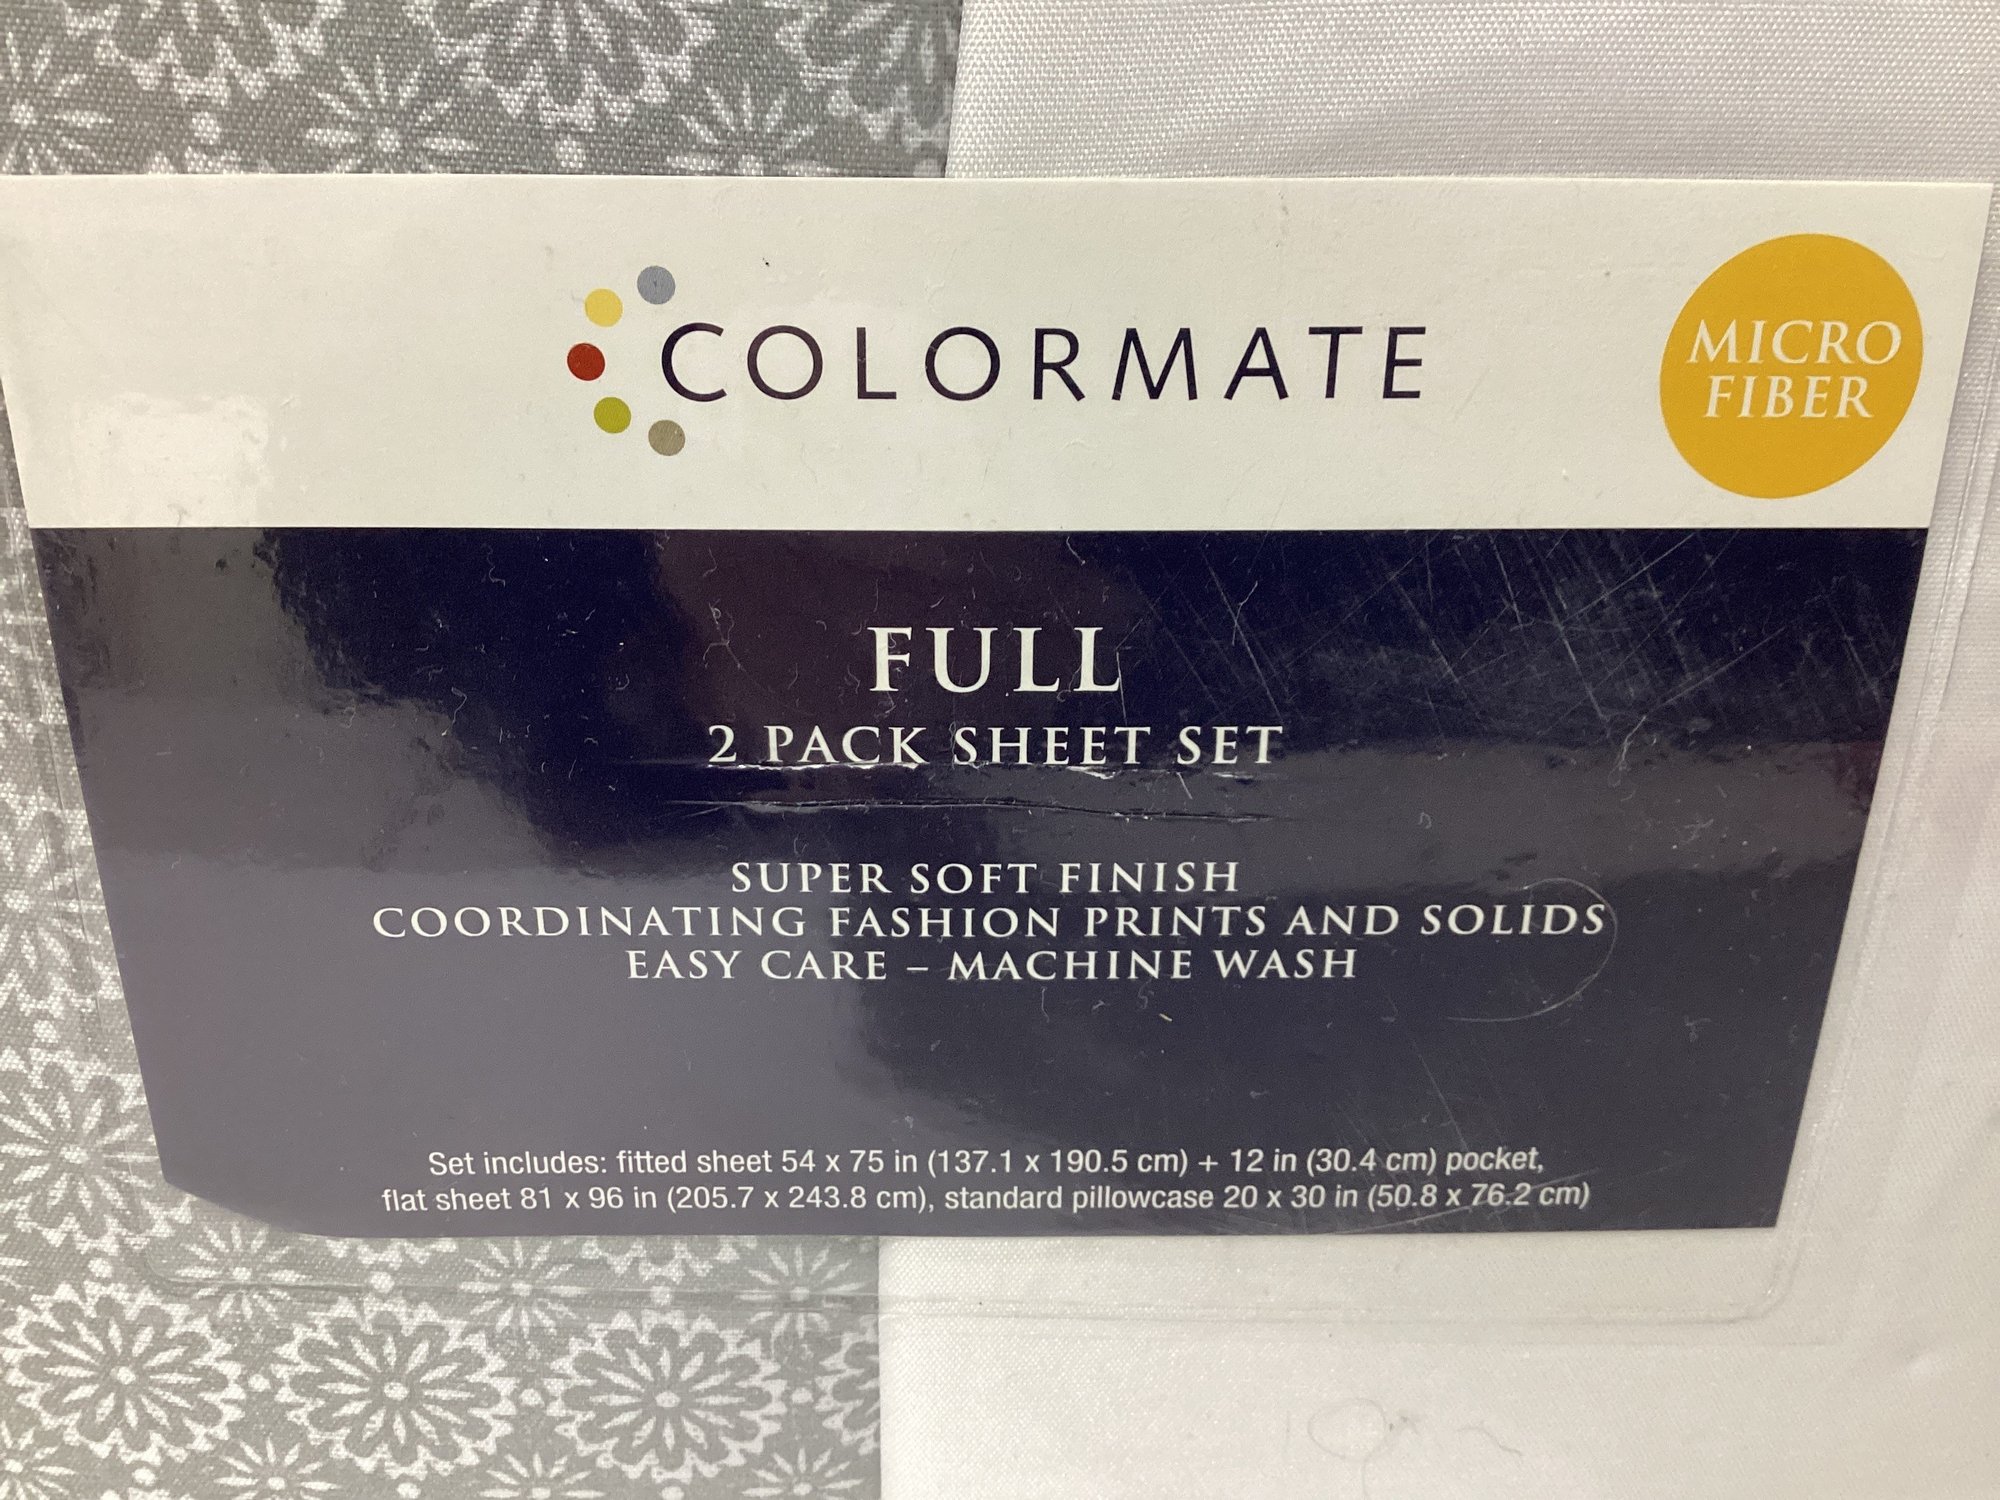 COLORMATE
MICRO
FIBER
FULL
2 PACK SHEET SET
SUPER SOFT FINISH
COORDINATING FASHION PRINTS AND SOLIDS
EASY CARE – MACHINE WASH
Set includes: fitted sheet 54 x 75 in (137.1 x 190.5 cm) + 12 in (30.4 cm) pocket,
flat sheet 81 x 96 in (205.7 x 243.8 cm), standard pillowcase 20 x 30 in (50.8 x 76.2 cm)